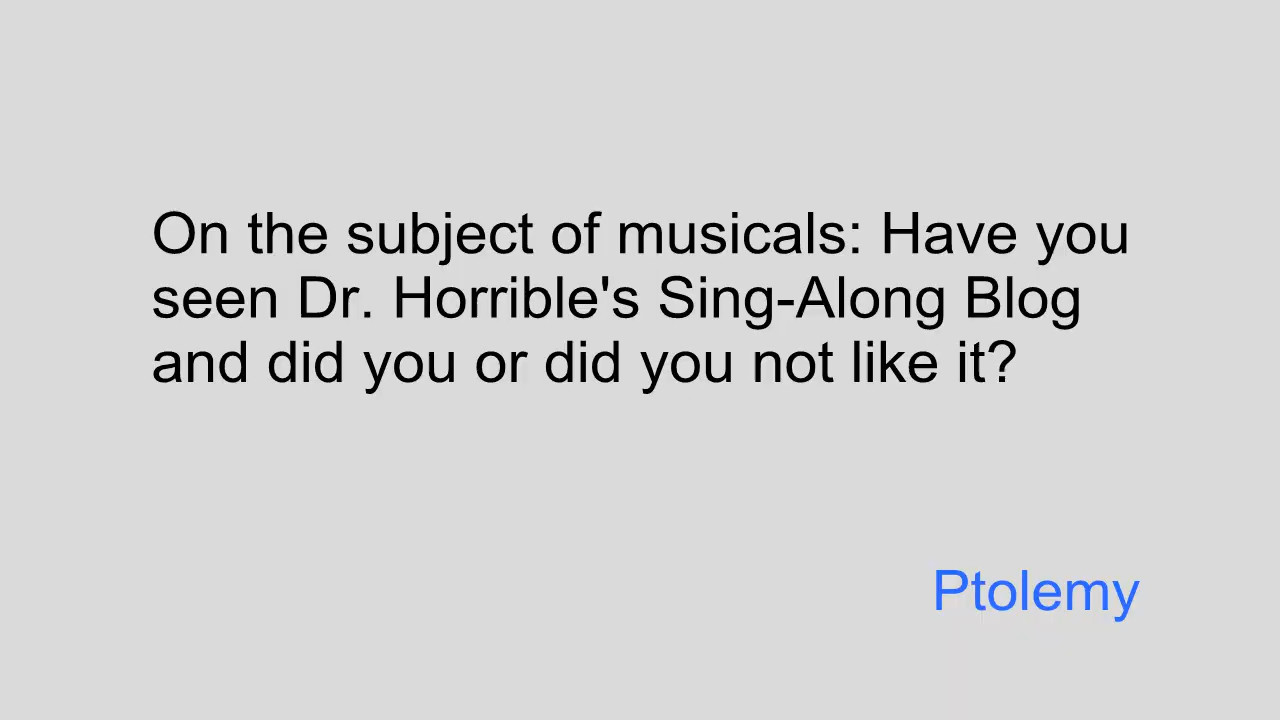 On the subject of musicals: Have you
seen Dr. Horrible's Sing-Along Blog
and did you or did you not like it?
Ptolemy